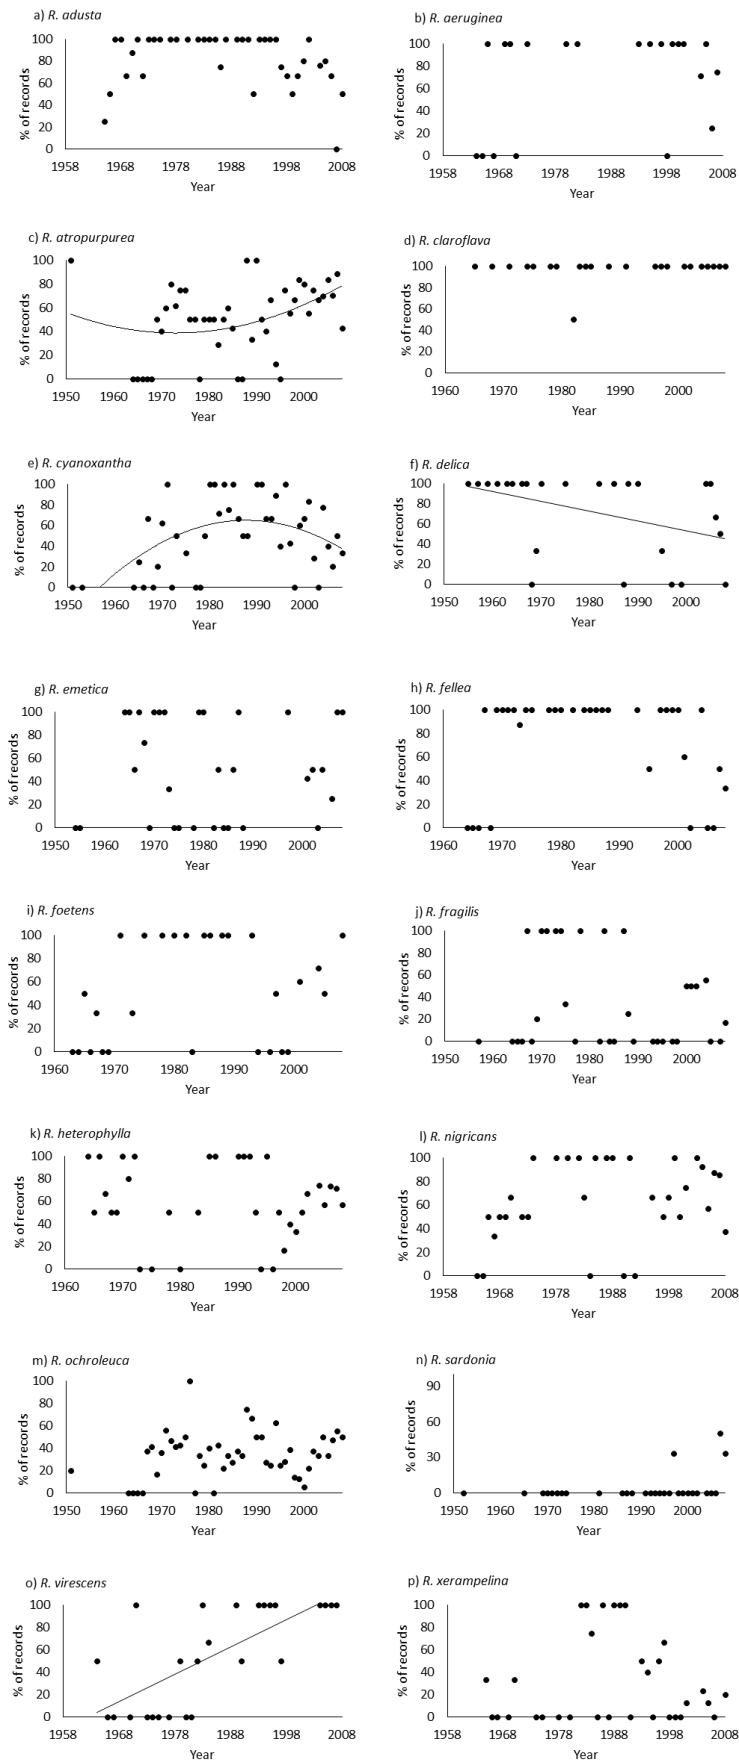 a) R. adusta
100
80
60
40
20
0
% of records
1958 1968 1978 1988 1998 2008
Year
b) R. aeruginea
100
80
60
40
20
0
% of records
1958 1968 1978 1988 1998 2008
Year
c) R. atropurpurea
100
80
60
40
20
0
% of records
1950 1960 1970 1980 1990 2000
Year
d) R. claroflava
100
80
60
40
20
0
% of records
1960 1970 1980 1990 2000
Year
e) R. cyanoxantha
100
80
60
40
20
0
% of records
1950 1960 1970 1980 1990 2000
Year
f) R. delica
100
80
60
40
20
0
% of records
1950 1960 1970 1980 1990 2000
Year
g) R. emetica
100
80
60
40
20
0
% of records
1950 1960 1970 1980 1990 2000
Year
h) R. fellea
100
80
60
40
20
0
% of records
1960 1970 1980 1990 2000
Year
i) R. foetens
100
80
60
40
20
0
% of records
1960 1970 1980 1990 2000
Year
j) R. fragilis
100
80
60
40
20
0
% of records
1950 1960 1970 1980 1990 2000
Year
k) R. heterophylla
100
80
60
40
20
0
% of records
1960 1970 1980 1990 2000
Year
l) R. nigricans
100
80
60
40
20
0
% of records
1958 1968 1978 1988 1998 2008
Year
m) R. ochroleuca
100
80
60
40
20
0
% of records
1950 1960 1970 1980 1990 2000
Year
n) R. sardonia
90
60
30
0
% of records
1950 1960 1970 1980 1990 2000
Year
o) R. virescens
100
80
60
40
20
0
% of records
1958 1968 1978 1988 1998 2008
Year
p) R. xerampelina
100
80
60
40
20
0
% of records
1958 1968 1978 1988 1998 2008
Year